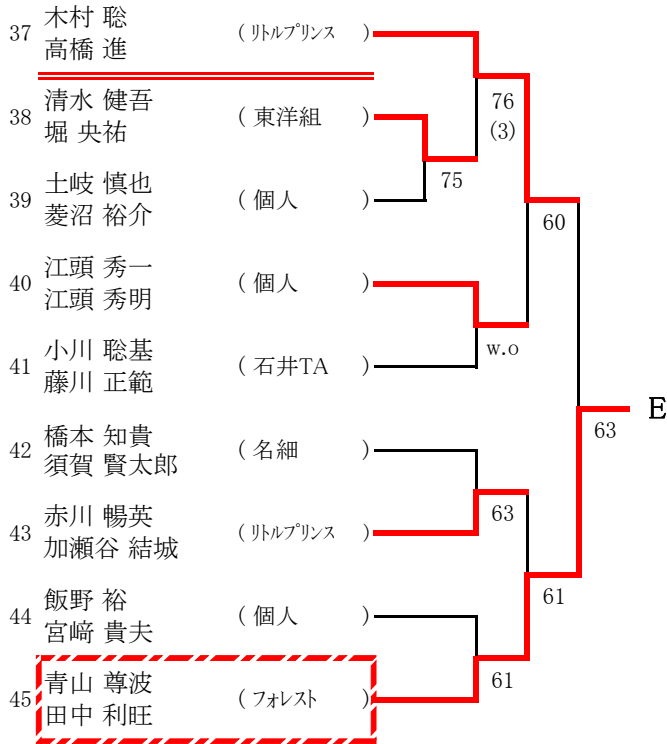 37 木村 聡 高橋 進 ( リトルプリンス )
38 清水 健吾 堀 央祐 ( 東洋組 )
39 土岐 慎也 菱沼 裕介 ( 個人 )
40 江頭 秀一 江頭 秀明 ( 個人 )
41 小川 聡基 藤川 正範 ( 石井TA )
42 橋本 知貴 須賀 賢太郎 ( 名細 )
43 赤川 暢英 加瀬谷 結城 ( リトルプリンス )
44 飯野 裕 宮﨑 貴夫 ( 個人 )
45 青山 尊波 田中 利旺 ( フォレスト )
75
76
(3)
w.o
60
63
61
61
63
E